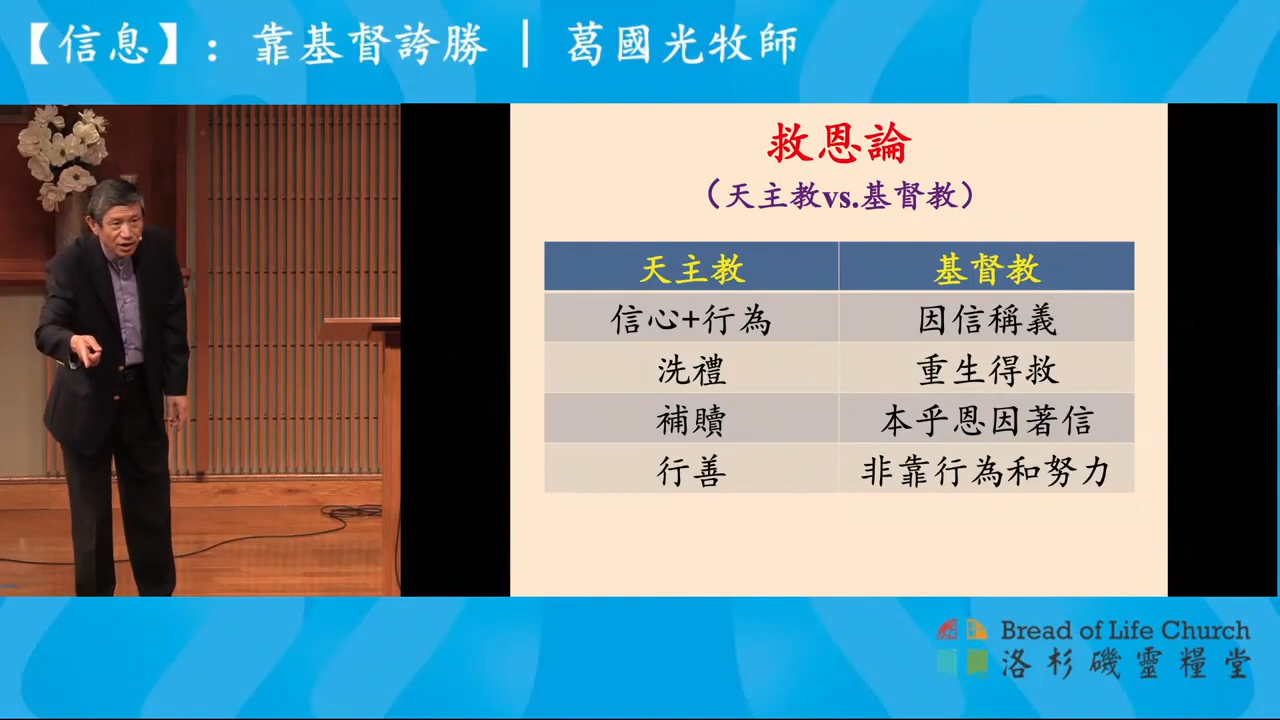 【信息】：靠基督誇勝 | 葛國光牧師
救恩論
（天主教vs.基督教）
天主教 基督教
信心+行為 因信稱義
洗禮 重生得救
補贖 本乎恩因著信
行善 非靠行為和努力
Bread of Life Church
洛杉磯靈糧堂